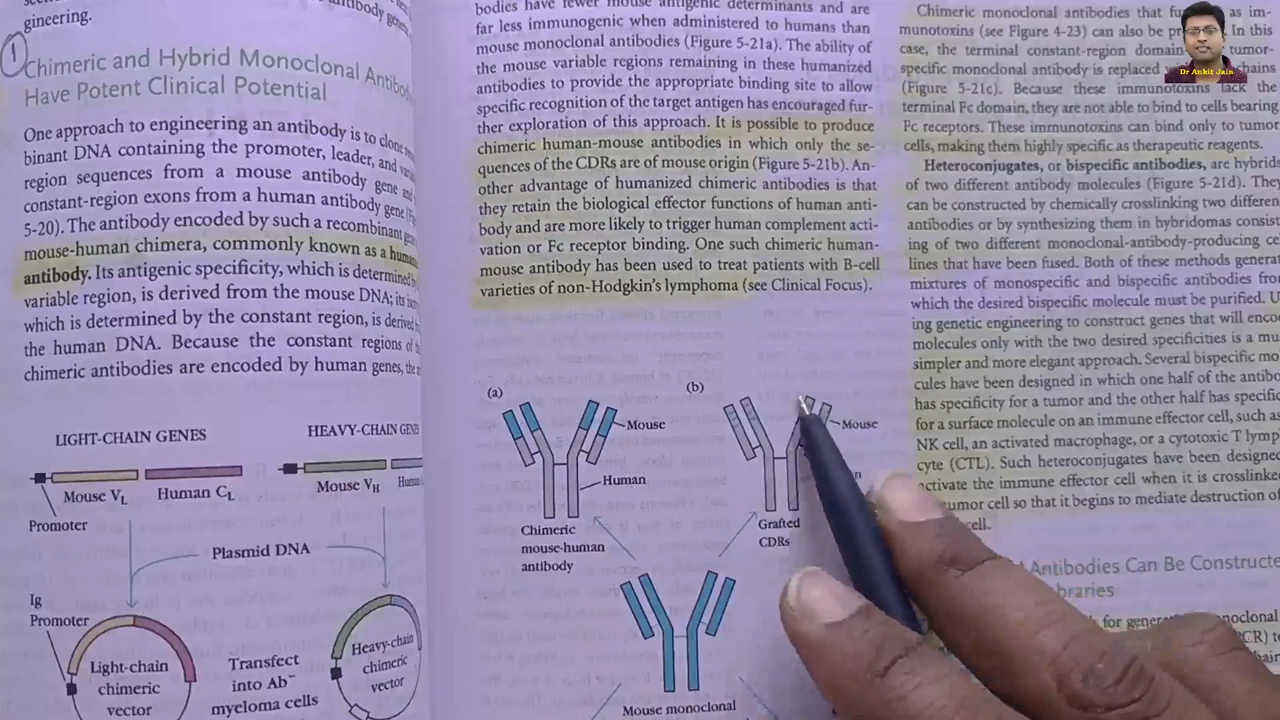 gineering.
1
Chimeric and Hybrid Monoclonal
Have Potent Clinical Potential
One approach to engineering an antibody is to clone
binant DNA containing the promoter, leader, and
region sequences from a mouse antibody gene
constant-region exons from a human antibody gene
5-20). The antibody encoded by such a recombinant
mouse-human chimera, commonly known as a
antibody. Its antigenic specificity, which is determined
variable region, is derived from the mouse DNA; its
which is determined by the constant region, is derived
the human DNA. Because the constant regions of
chimeric antibodies are encoded by human genes, the
LIGHT-CHAIN GENES
HEAVY-CHAIN GENES
Mouse VL
Human CL
Mouse VH
Promoter
Plasmid DNA
Ig
Promoter
Light-chain
chimeric
vector
Transfect
into Ab–
myeloma cells
Heavy-chain
chimeric
vector
bodies have fewer mouse antigenic determinants and are
far less immunogenic when administered to humans than
mouse monoclonal antibodies (Figure 5-21a). The ability of
the mouse variable regions remaining in these humanized
antibodies to provide the appropriate binding site to allow
specific recognition of the target antigen has encouraged fur-
ther exploration of this approach. It is possible to produce
chimeric human-mouse antibodies in which only the se-
quences of the CDRs are of mouse origin (Figure 5-21b). An-
other advantage of humanized chimeric antibodies is that
they retain the biological effector functions of human anti-
body and are more likely to trigger human complement acti-
vation or Fc receptor binding. One such chimeric human-
mouse antibody has been used to treat patients with B-cell
varieties of non-Hodgkin's lymphoma (see Clinical Focus).
(a)
(b)
Mouse
Human
Chimeric
mouse-human
antibody
Mouse
Grafted
CDRs
Mouse monoclonal
Chimeric monoclonal antibodies that as im-
munotoxins (see Figure 4-23) can also be In this
case, the terminal constant-region domain tumor-
specific monoclonal antibody is replaced chains
(Figure 5-21c). Because these immunotoxins lack the
terminal Fc domain, they are not able to bind to cells bearing
Fc receptors. These immunotoxins can bind only to tumor
cells, making them highly specific as therapeutic reagents.
Heteroconjugates, or bispecific antibodies, are hybrids
of two different antibody molecules (Figure 5-21d). They
can be constructed by chemically crosslinking two differen
antibodies or by synthesizing them in hybridomas consist
ing of two different monoclonal-antibody-producing ce
lines that have been fused. Both of these methods generat
mixtures of monospecific and bispecific antibodies from
which the desired bispecific molecule must be purified. U
ing genetic engineering to construct genes that will enco
molecules only with the two desired specificities is a mu
simpler and more elegant approach. Several bispecific mo
cules have been designed in which one half of the antibo
has specificity for a tumor and the other half has specific
for a surface molecule on an immune effector cell, such as
NK cell, an activated macrophage, or a cytotoxic T lymp
cyte (CTL). Such heteroconjugates have been designed
activate the immune effector cell when it is crosslinke
tumor cell so that it begins to mediate destruction of
cell.
Antibodies Can Be Constructe
braries
for
Dr Ankit Jain